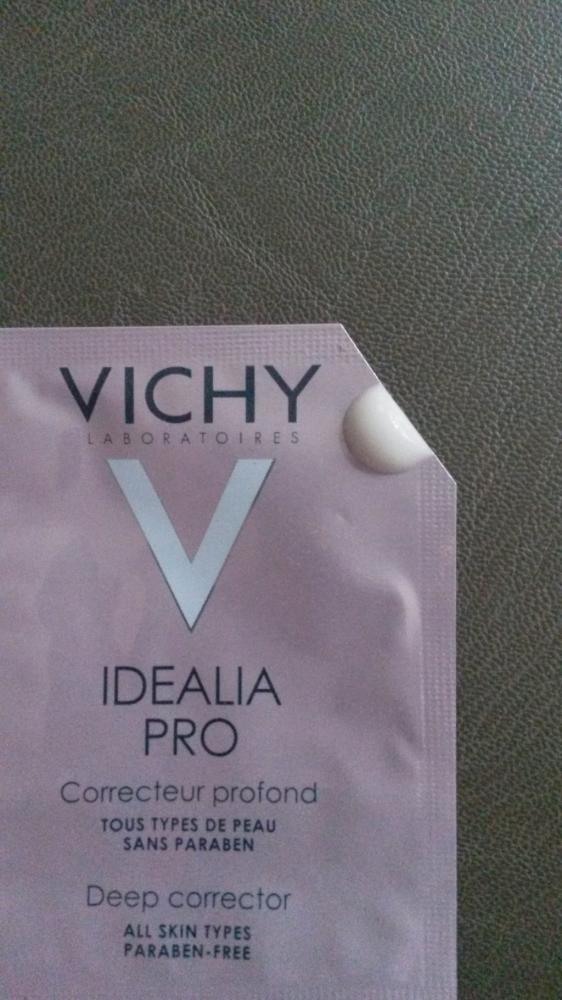 VICHY
LABORATOIRES
V
IDEALIA
PRO
Correcteur profond
TOUS TYPES DE PEAU
SANS PARABEN
Deep corrector
ALL SKIN TYPES
PARABEN-FREE